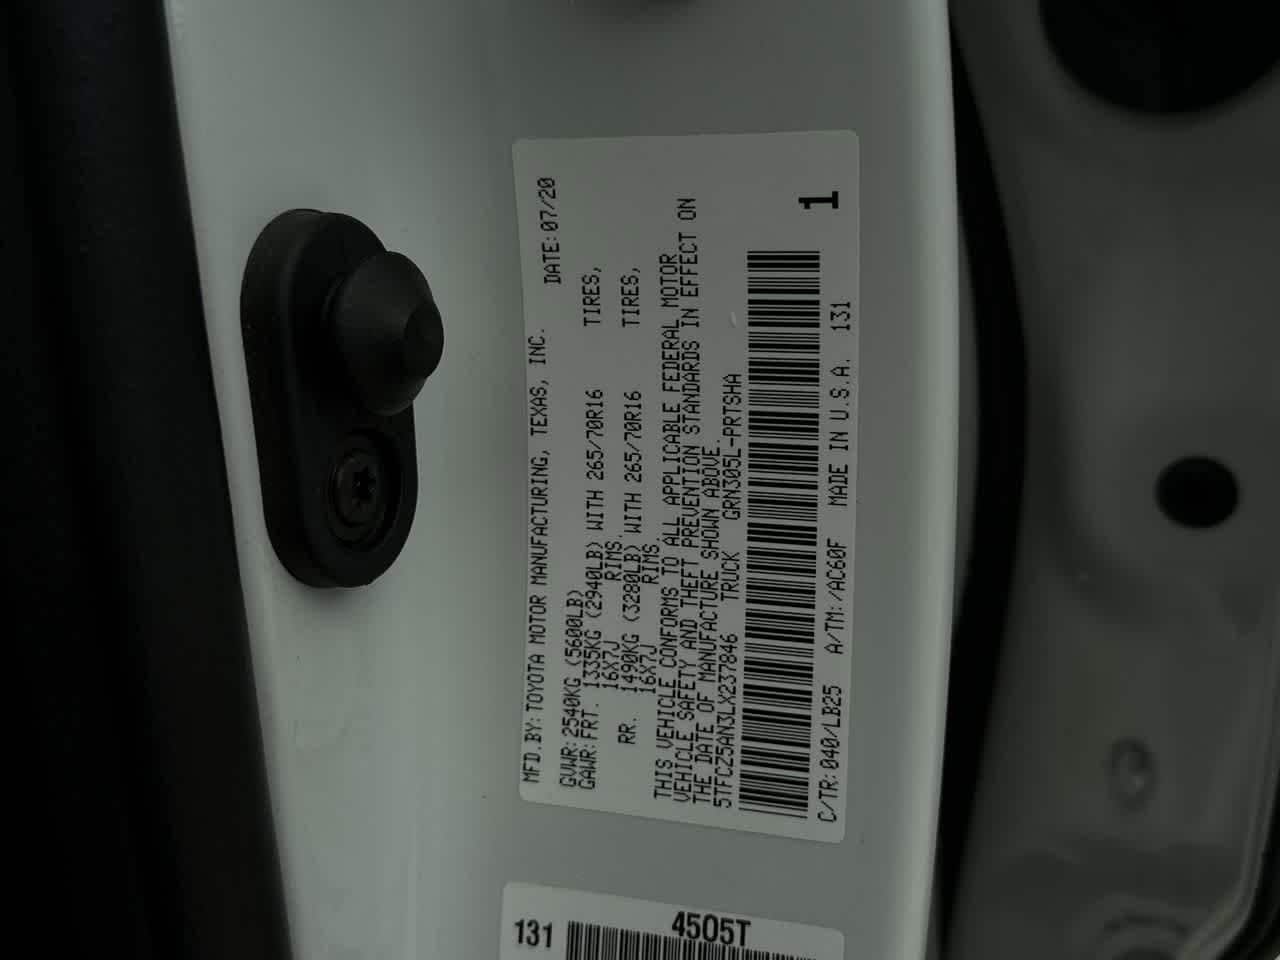 MFD.BY: TOYOTA MOTOR MANUFACTURING, TEXAS, INC.
DATE: 07/20
GVWR: 2540KG (5600LB)
GAWR: FRT. 1335KG (2940LB) WITH 265/70R16 TIRES,
16X7J RIMS.
RR. 1490KG (3280LB) WITH 265/70R16 TIRES,
16X7J RIMS.
THIS VEHICLE CONFORMS TO ALL APPLICABLE FEDERAL MOTOR
VEHICLE SAFETY AND THEFT PREVENTION STANDARDS IN EFFECT ON
THE DATE OF MANUFACTURE SHOWN ABOVE.
5TFCZ5AN3LX237846 TRUCK GRN305L-PRTSHA
1
C/TR: 040/LB25 A/TM: /AC60F MADE IN U.S.A. 131
131 4505T